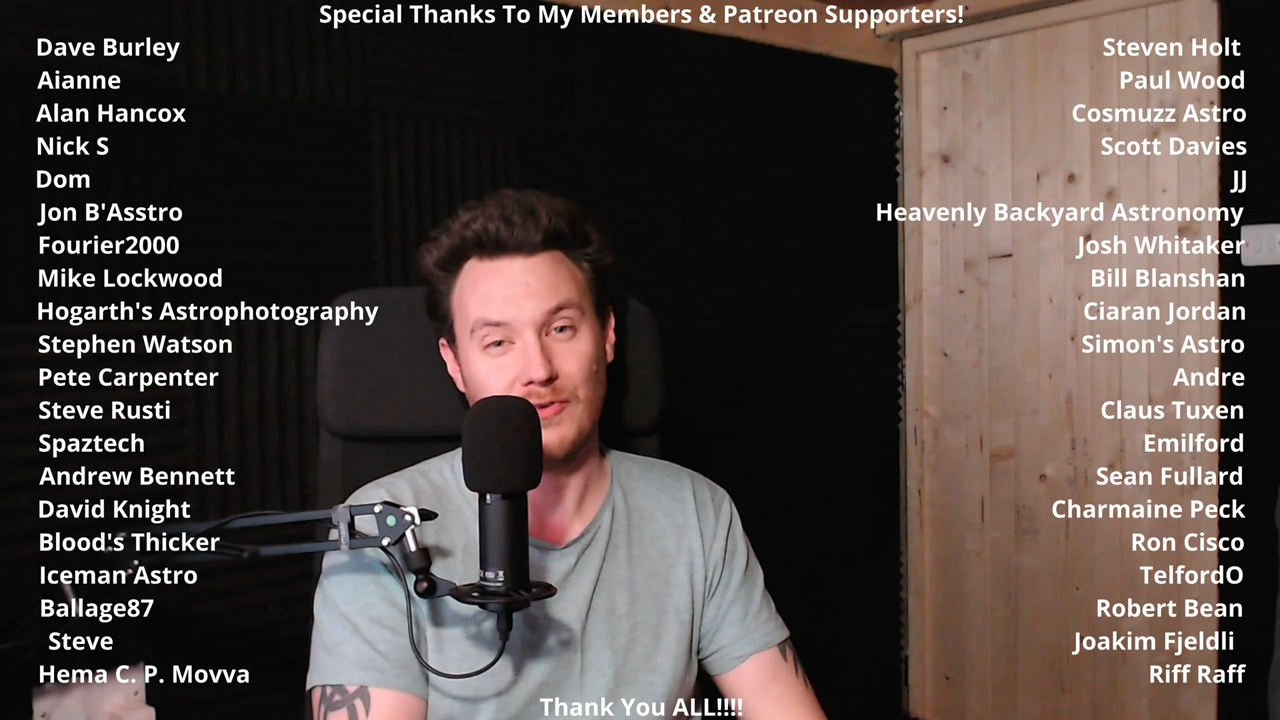 Special Thanks To My Members & Patreon Supporters!
Dave Burley
Aianne
Alan Hancox
Nick S
Dom
Jon B'Asstro
Fourier2000
Mike Lockwood
Hogarth's Astrophotography
Stephen Watson
Pete Carpenter
Steve Rusti
Spaztech
Andrew Bennett
David Knight
Blood's Thicker
Iceman Astro
Ballage87
Steve
Hema C. P. Movva
Steven Holt
Paul Wood
Cosmuzz Astro
Scott Davies
JJ
Heavenly Backyard Astronomy
Josh Whitaker
Bill Blanshan
Ciaran Jordan
Simon's Astro
Andre
Claus Tuxen
Emilford
Sean Fullard
Charmaine Peck
Ron Cisco
TelfordO
Robert Bean
Joakim Fjeldli
Riff Raff
Thank You ALL!!!!